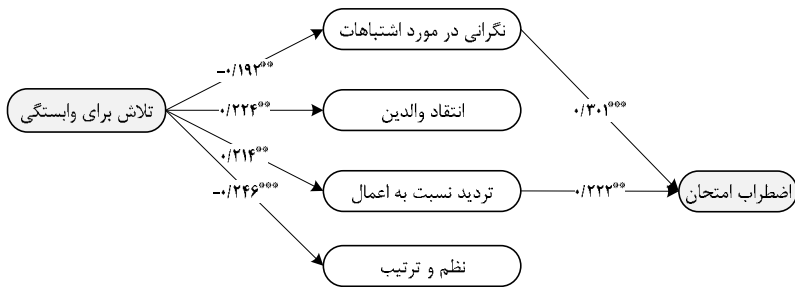 نگرانی در مورد اشتباهات
-۰/۱۹۲**
تلاش برای وابستگی
۰/۲۲۴**
انتقاد والدین
۰/۳۰۱***
۰/۲۱۴**
-۰/۲۴۶***
تردید نسبت به اعمال
۰/۲۲۲**
اضطراب امتحان
نظم و ترتیب